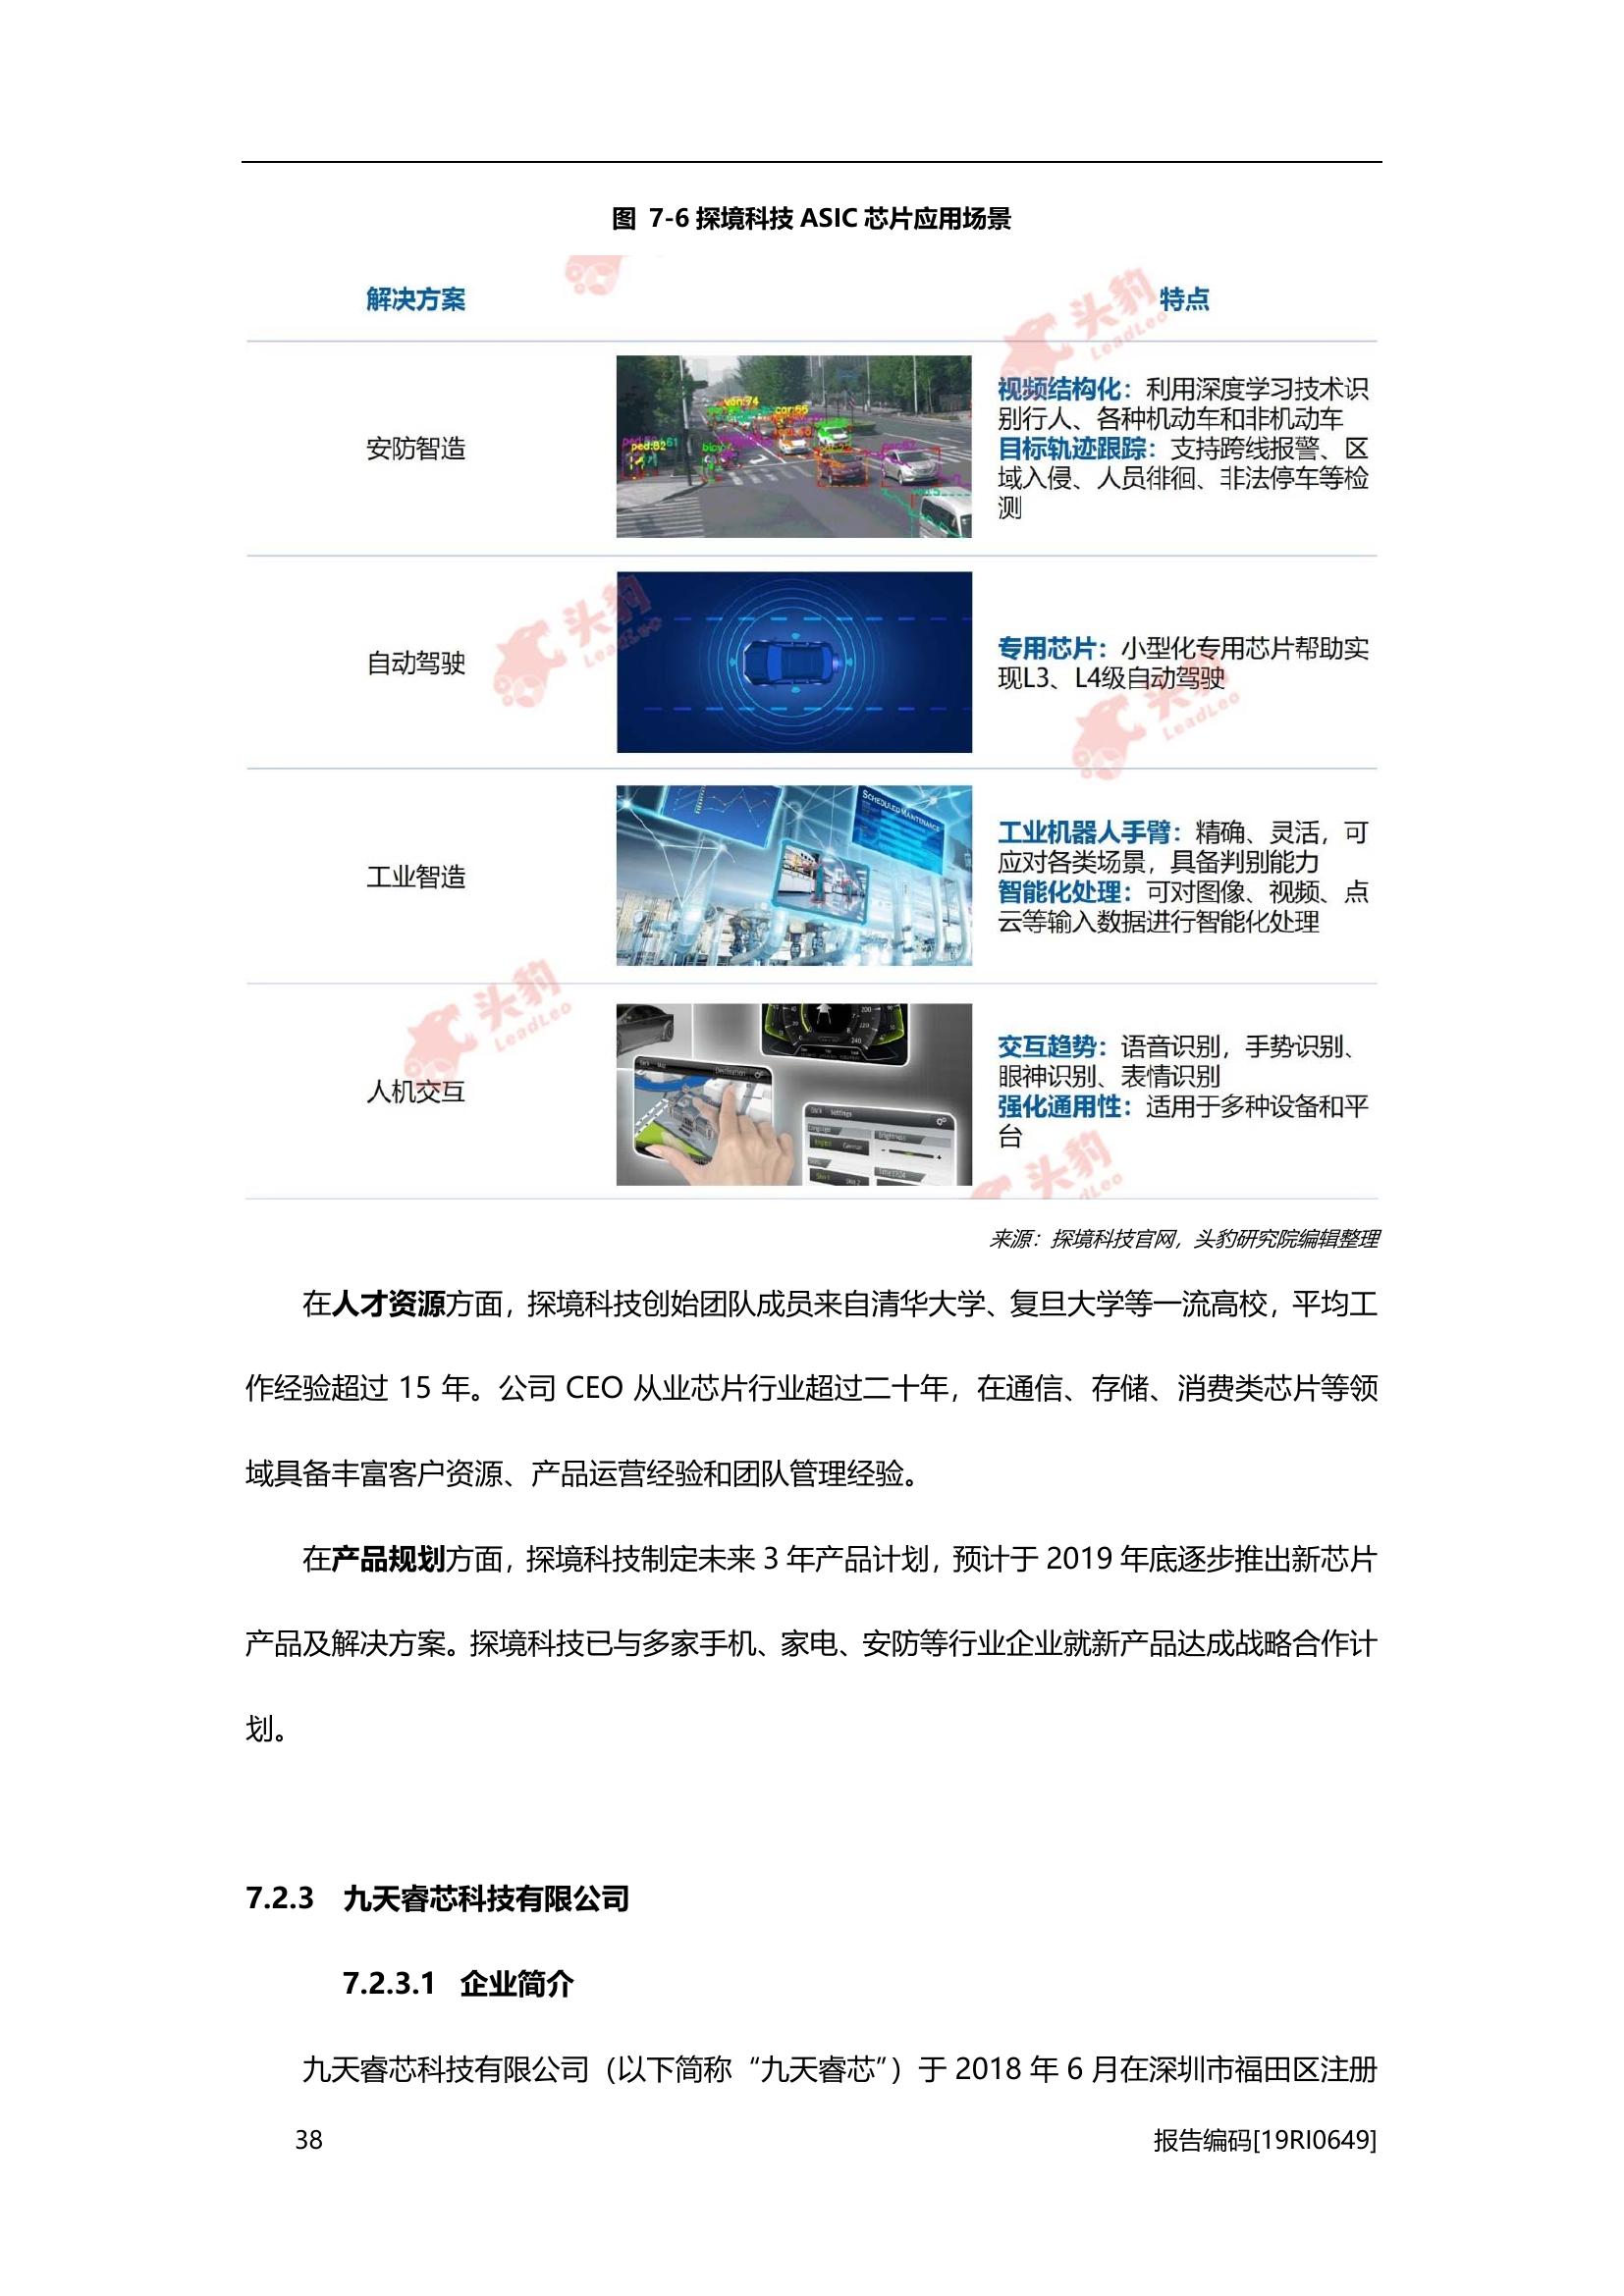 图 7-6 探境科技 ASIC 芯片应用场景
解决方案
特点
安防智造
视频结构化：利用深度学习技术识
别行人、各种机动车和非机动车
目标轨迹跟踪：支持跨线报警、区
域入侵、人员徘徊、非法停车等检
测
自动驾驶
专用芯片：小型化专用芯片帮助实
现L3、L4级自动驾驶
工业智造
SCHEDULED MAINTENANCE
工业机器人手臂：精确、灵活，可
应对各类场景，具备判别能力
智能化处理：可对图像、视频、点
云等输入数据进行智能化处理
人机交互
交互趋势：语音识别，手势识别、
眼神识别、表情识别
强化通用性：适用于多种设备和平
台
头豹
LeadLeo
来源：探境科技官网，头豹研究院编辑整理
在人才资源方面，探境科技创始团队成员来自清华大学、复旦大学等一流高校，平均工
作经验超过 15 年。公司 CEO 从业芯片行业超过二十年，在通信、存储、消费类芯片等领
域具备丰富客户资源、产品运营经验和团队管理经验。
在产品规划方面，探境科技制定未来 3 年产品计划，预计于 2019 年底逐步推出新芯片
产品及解决方案。探境科技已与多家手机、家电、安防等行业企业就新产品达成战略合作计
划。
7.2.3 九天睿芯科技有限公司
7.2.3.1 企业简介
九天睿芯科技有限公司（以下简称“九天睿芯”）于 2018 年 6 月在深圳市福田区注册
38
报告编码[19RI0649]